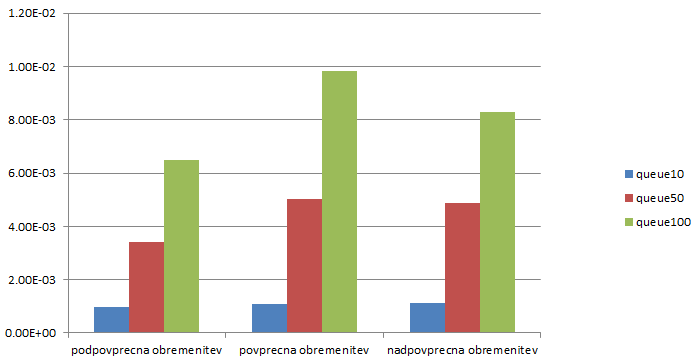 1.20E-02
1.00E-02
8.00E-03
6.00E-03
4.00E-03
2.00E-03
0.00E+00
podpovprecna obremenitev
povprecna obremenitev
nadpovprecna obremenitev
queue10
queue50
queue100